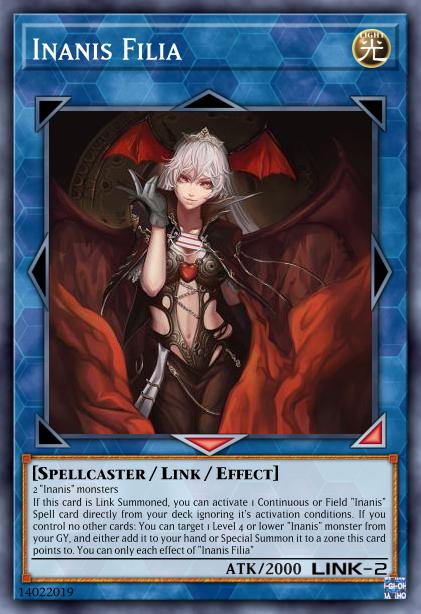 Inanis Filia
LIGHT
光
[Spellcaster / Link / Effect]
2 "Inanis" monsters
If this card is Link Summoned, you can activate 1 Continuous or Field "Inanis"
Spell card directly from your deck ignoring it's activation conditions. If you
control no other cards: You can target 1 Level 4 or lower "Inanis" monster from
your GY, and either add it to your hand or Special Summon it to a zone this card
points to. You can only each effect of "Inanis Filia"
ATK/2000 LINK-2
14022019